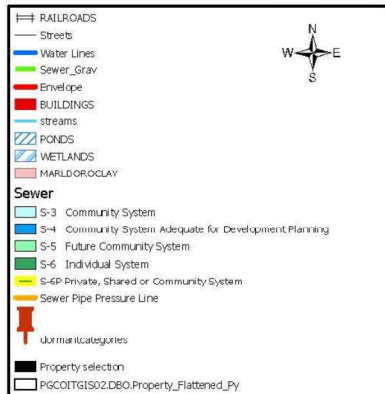 RAILROADS
Streets
Water Lines
Sewer_Grav
Envelope
BUILDINGS
streams
PONDS
WETLANDS
MARLBOROCLAY
Sewer
S-3 Community System
S-4 Community System Adequate for Development Planning
S-5 Future Community System
S-6 Individual System
S-6P Private, Shared or Community System
Sewer Pipe Pressure Line
dormantcategories
Property selection
PGCOITGIS02.DBO.Property_Flattened_Py
N
W E
S